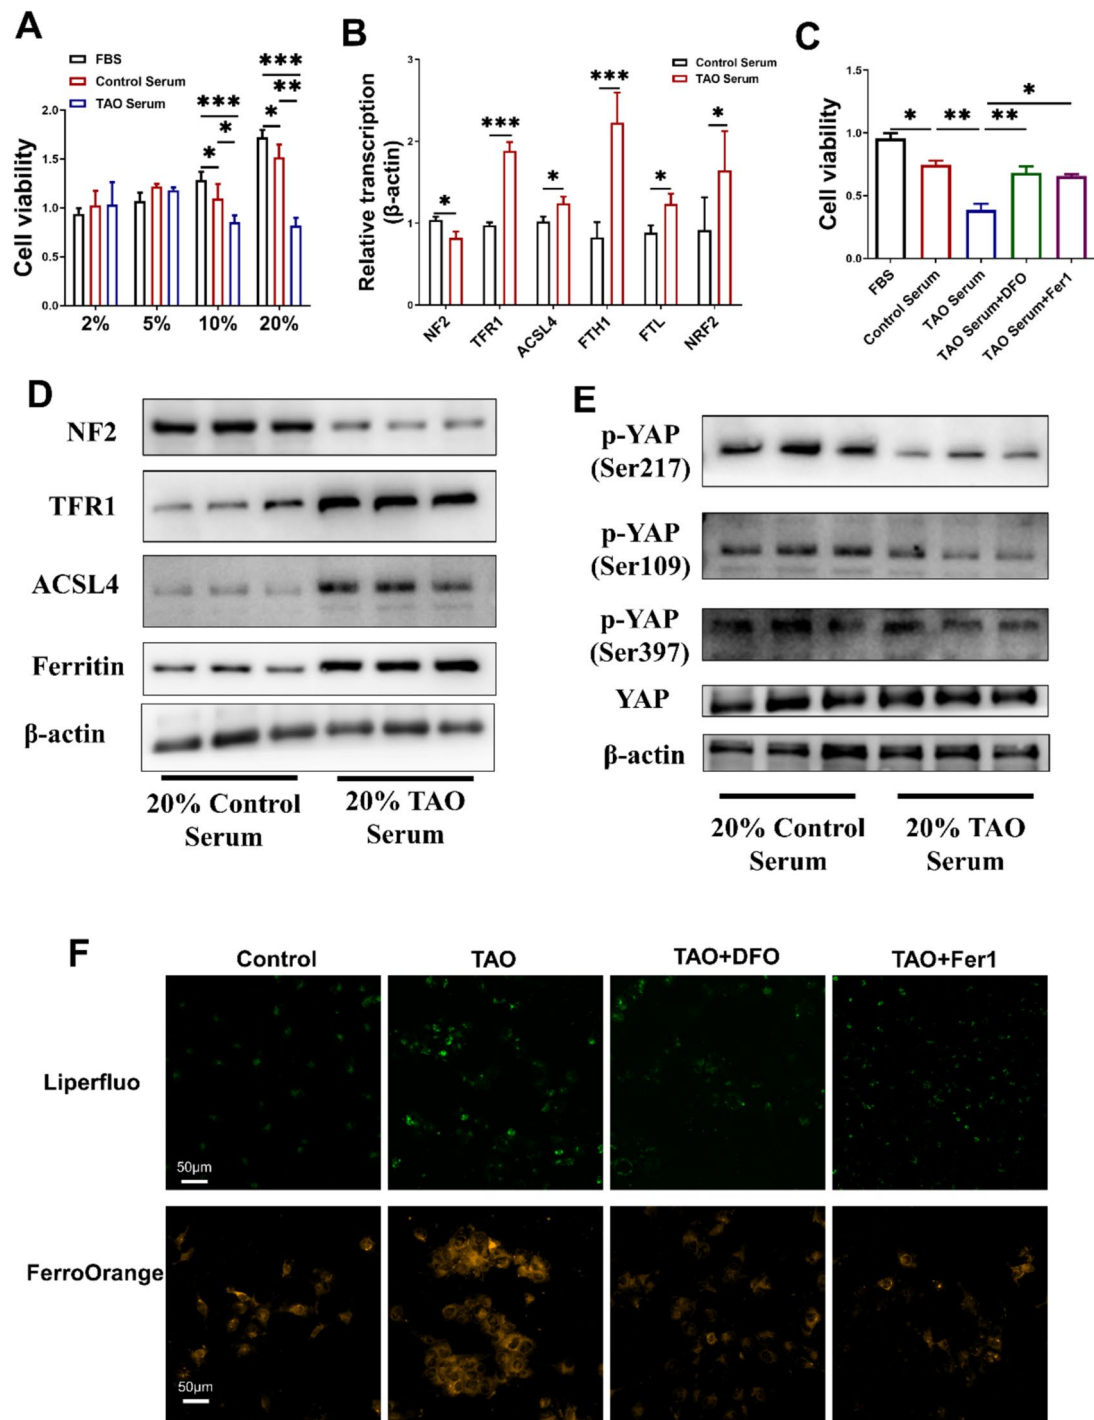 A
FBS
Control Serum
TAO Serum
***
**
***
*
*
*
Cell viability
2.0
1.5
1.0
0.5
0.0
2%
5%
10%
20%
B
Control Serum
TAO Serum
***
***
*
*
*
*
Relative transcription
(β-actin)
3
2
1
0
NF2
TFR1
ACSL4
FTH1
FTL
NRF2
C
*
*
**
**
Cell viability
1.5
1.0
0.5
0.0
FBS
Control Serum
TAO Serum
TAO Serum+DFO
TAO Serum+Fer1
D
NF2
TFR1
ACSL4
Ferritin
β-actin
20% Control
Serum
20% TAO
Serum
E
p-YAP
(Ser217)
p-YAP
(Ser109)
p-YAP
(Ser397)
YAP
β-actin
20% Control
Serum
20% TAO
Serum
F
Control
TAO
TAO+DFO
TAO+Fer1
Liperfluo
50μm
FerroOrange
50μm